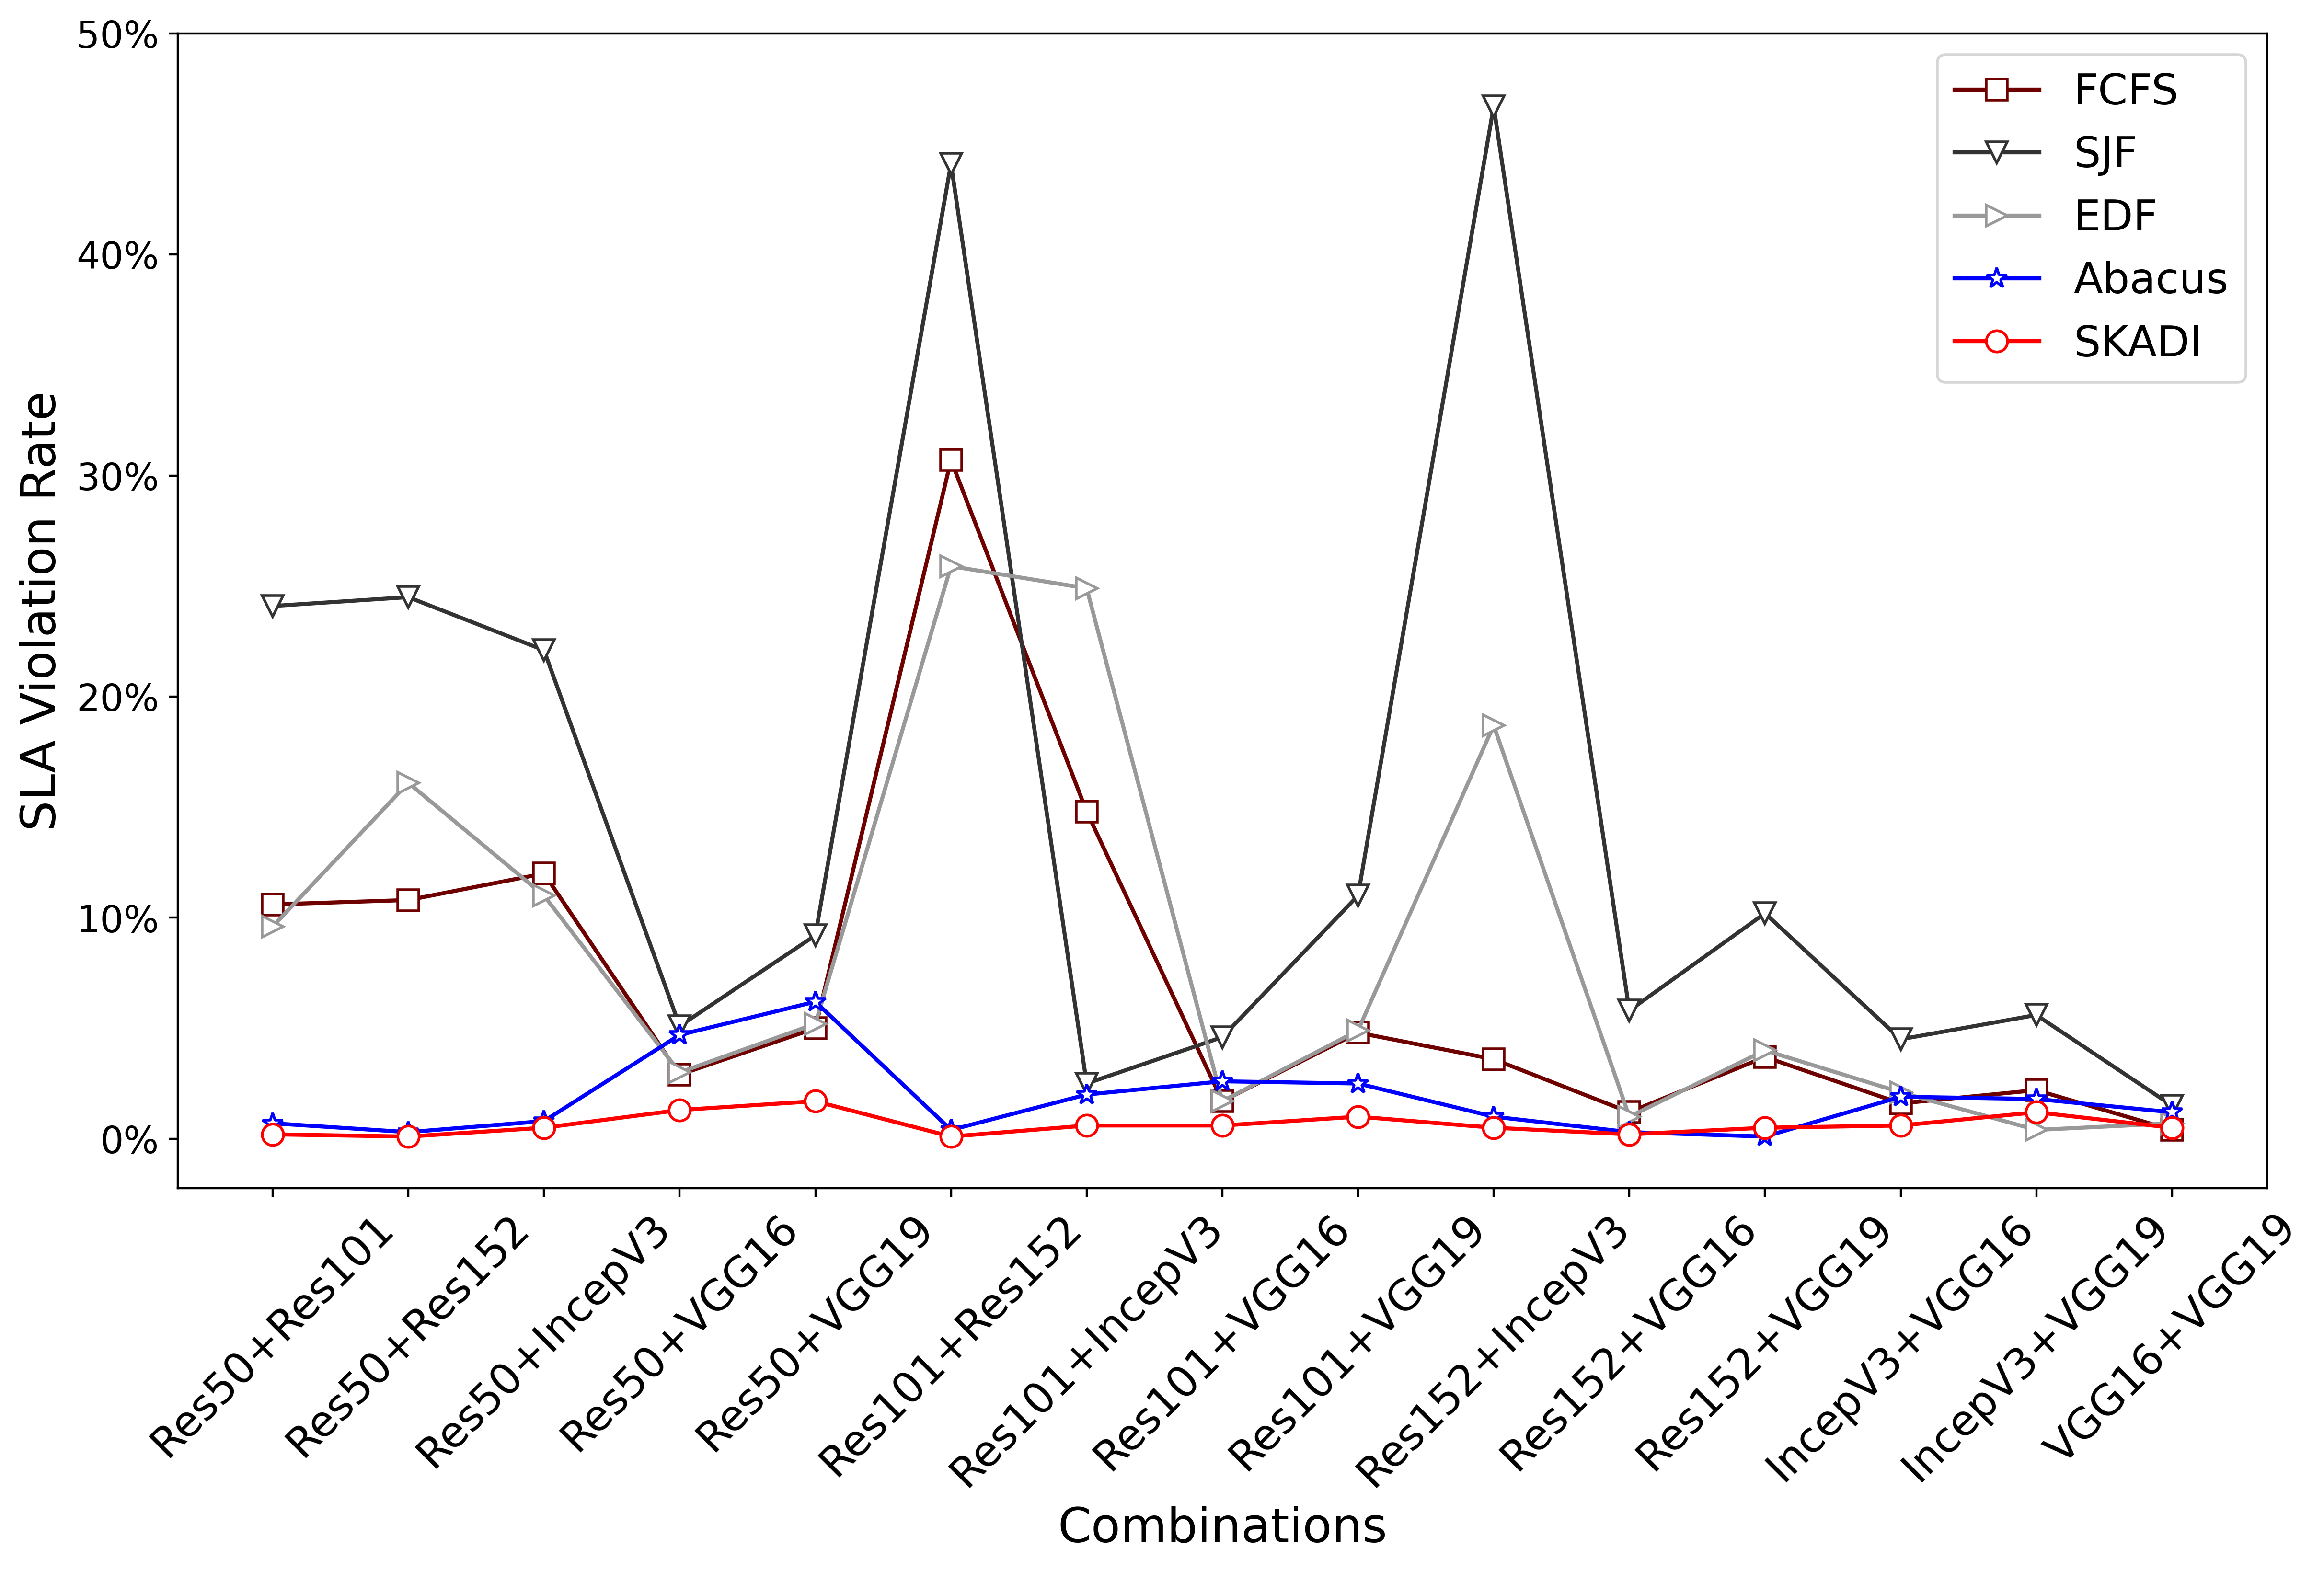 50%
40%
30%
20%
10%
0%
SLA Violation Rate
FCFS
SJF
EDF
Abacus
SKADI
Res50+Res101
Res50+Res152
Res50+IncepV3
Res50+VGG16
Res50+VGG19
Res101+Res152
Res101+IncepV3
Res101+VGG16
Res101+VGG19
Res152+IncepV3
Res152+VGG16
Res152+VGG19
IncepV3+VGG16
IncepV3+VGG19
VGG16+VGG19
Combinations